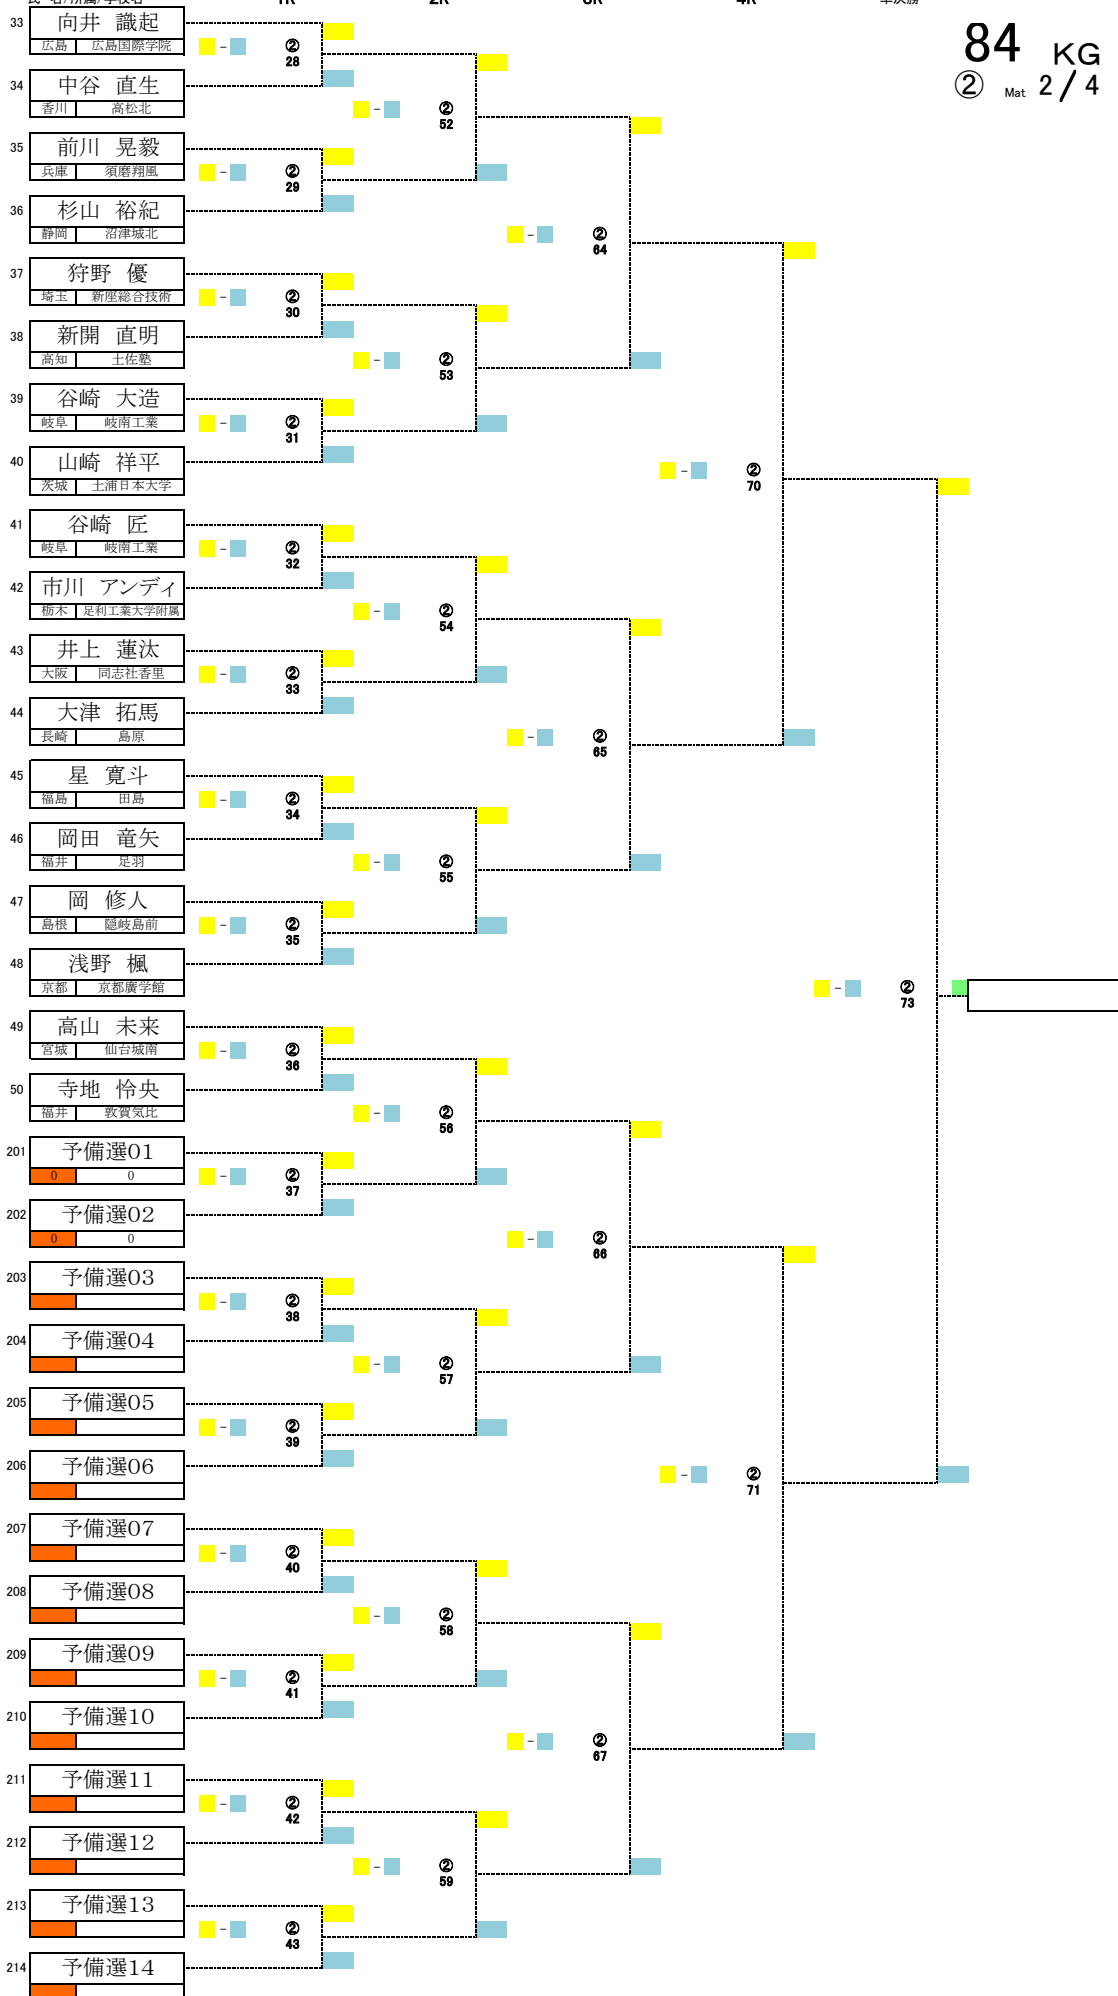 1R 2R 3R 4R 準決勝
84 KG
② Mat 2/4
33 向井 識起
広島 広島国際学院
② 28
34 中谷 直生
香川 高松北
② 52
35 前川 晃毅
兵庫 須磨翔風
② 29
36 杉山 裕紀
静岡 沼津城北
② 64
37 狩野 優
埼玉 新座総合技術
② 30
38 新開 直明
高知 土佐塾
② 53
39 谷崎 大造
岐阜 岐南工業
② 31
40 山崎 祥平
茨城 土浦日本大学
② 70
41 谷崎 匠
岐阜 岐南工業
② 32
42 市川 アンディ
栃木 足利工業大学附属
② 54
43 井上 蓮汰
大阪 同志社香里
② 33
44 大津 拓馬
長崎 島原
② 65
45 星 寛斗
福島 田島
② 34
46 岡田 竜矢
福井 足羽
② 55
47 岡 修人
島根 隠岐島前
② 35
48 浅野 楓
京都 京都廣学館
② 73
49 高山 未来
宮城 仙台城南
② 36
50 寺地 怜央
福井 敦賀気比
② 56
201 予備選01
0 0
② 37
202 予備選02
0 0
② 66
203 予備選03
② 38
204 予備選04
② 57
205 予備選05
② 39
206 予備選06
② 71
207 予備選07
② 40
208 予備選08
② 58
209 予備選09
② 41
210 予備選10
② 67
211 予備選11
② 42
212 予備選12
② 59
213 予備選13
② 43
214 予備選14